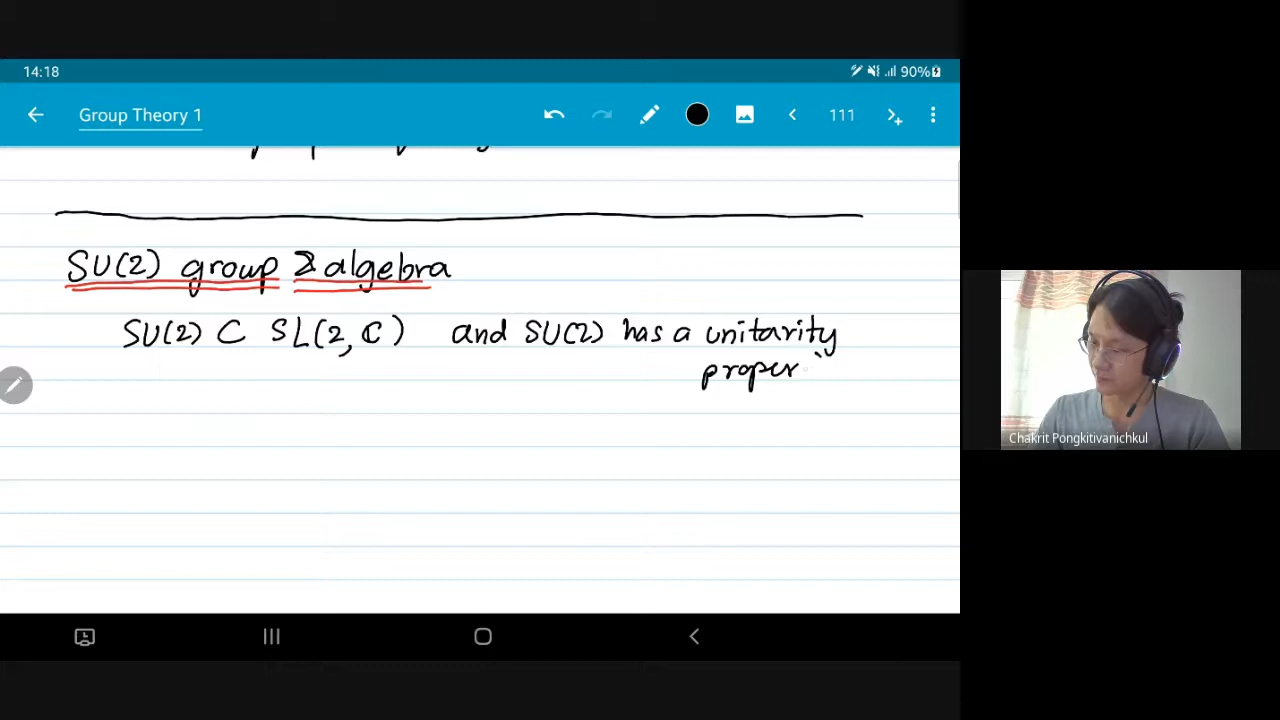 14:18
90%
Group Theory 1
111
SU(2) group & algebra
SU(2) ⊂ SL(2, ℂ) and SU(2) has a unitarity
proper
Chakrit Pongkitivanichkul